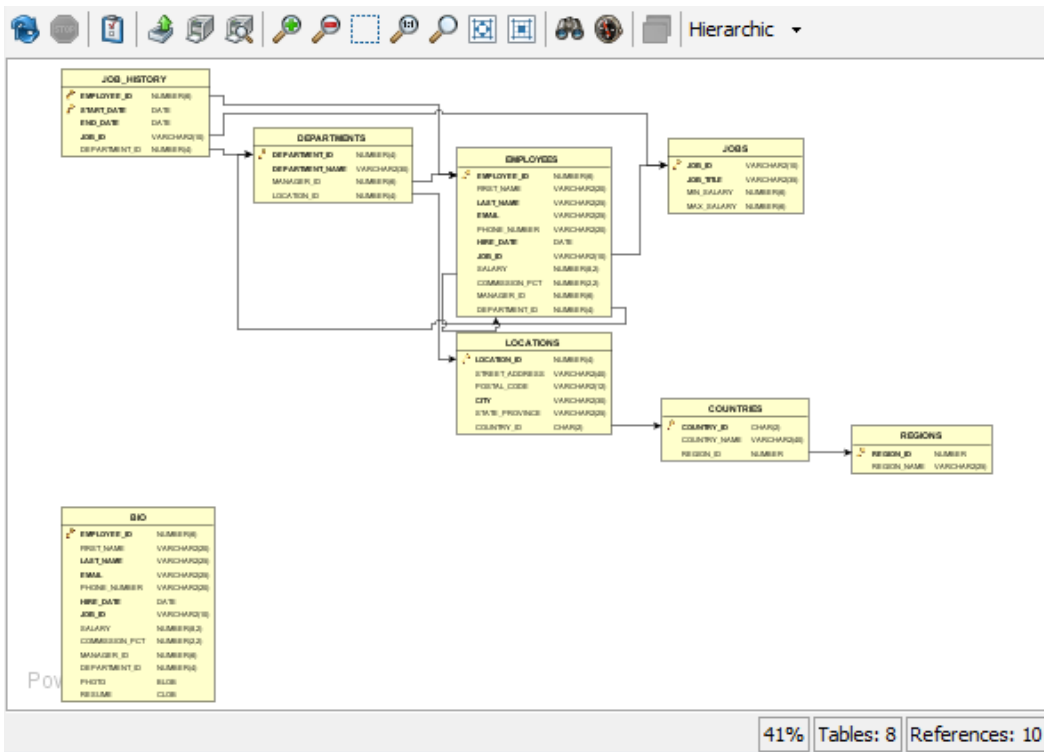 STOP
1:1
Hierarchic
JOB_HISTORY
EMPLOYEE_ID NUMBER(6)
START_DATE DATE
END_DATE DATE
JOB_ID VARCHAR2(10)
DEPARTMENT_ID NUMBER(4)
DEPARTMENTS
DEPARTMENT_ID NUMBER(4)
DEPARTMENT_NAME VARCHAR2(30)
MANAGER_ID NUMBER(6)
LOCATION_ID NUMBER(4)
EMPLOYEES
EMPLOYEE_ID NUMBER(6)
FIRST_NAME VARCHAR2(20)
LAST_NAME VARCHAR2(25)
EMAIL VARCHAR2(25)
PHONE_NUMBER VARCHAR2(20)
HIRE_DATE DATE
JOB_ID VARCHAR2(10)
SALARY NUMBER(8,2)
COMMISSION_PCT NUMBER(2,2)
MANAGER_ID NUMBER(6)
DEPARTMENT_ID NUMBER(4)
JOBS
JOB_ID VARCHAR2(10)
JOB_TITLE VARCHAR2(35)
MIN_SALARY NUMBER(6)
MAX_SALARY NUMBER(6)
LOCATIONS
LOCATION_ID NUMBER(4)
STREET_ADDRESS VARCHAR2(40)
POSTAL_CODE VARCHAR2(12)
CITY VARCHAR2(30)
STATE_PROVINCE VARCHAR2(25)
COUNTRY_ID CHAR(2)
COUNTRIES
COUNTRY_ID CHAR(2)
COUNTRY_NAME VARCHAR2(40)
REGION_ID NUMBER
REGIONS
REGION_ID NUMBER
REGION_NAME VARCHAR2(25)
BIO
EMPLOYEE_ID NUMBER(6)
FIRST_NAME VARCHAR2(20)
LAST_NAME VARCHAR2(25)
EMAIL VARCHAR2(25)
PHONE_NUMBER VARCHAR2(20)
HIRE_DATE DATE
JOB_ID VARCHAR2(10)
SALARY NUMBER(8,2)
COMMISSION_PCT NUMBER(2,2)
MANAGER_ID NUMBER(6)
DEPARTMENT_ID NUMBER(4)
PHOTO BLOB
RESUME CLOB
Pov
41% Tables: 8 References: 10